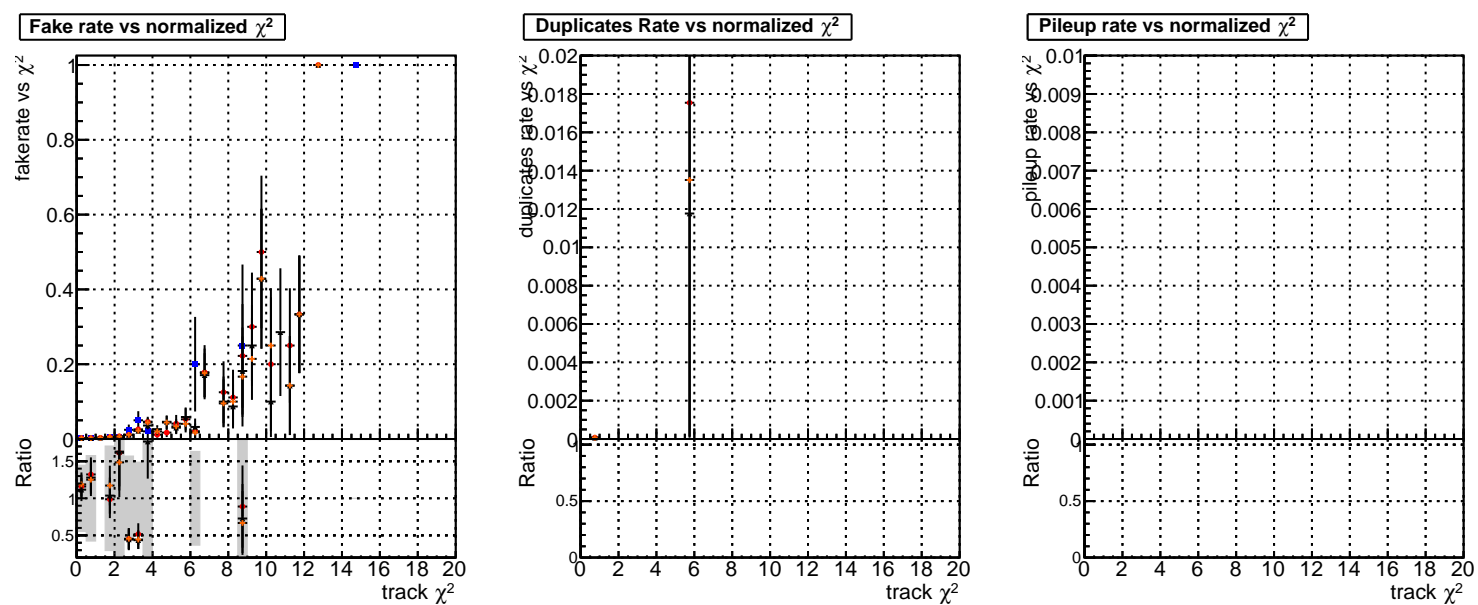 Fake rate vs normalized χ²
fakerate vs χ²
1
0.8
0.6
0.4
0.2
0
Ratio
1.5
1
0.5
0 2 4 6 8 10 12 14 16 18 20
track χ²
Duplicates Rate vs normalized χ²
duplicates rate vs χ²
0.02
0.018
0.016
0.014
0.012
0.01
0.008
0.006
0.004
0.002
0
Ratio
1
0.5
0
0 2 4 6 8 10 12 14 16 18 20
track χ²
Pileup rate vs normalized χ²
pileup rate vs χ²
0.01
0.009
0.008
0.007
0.006
0.005
0.004
0.003
0.002
0.001
0
Ratio
1
0.5
0
0 2 4 6 8 10 12 14 16 18 20
track χ²